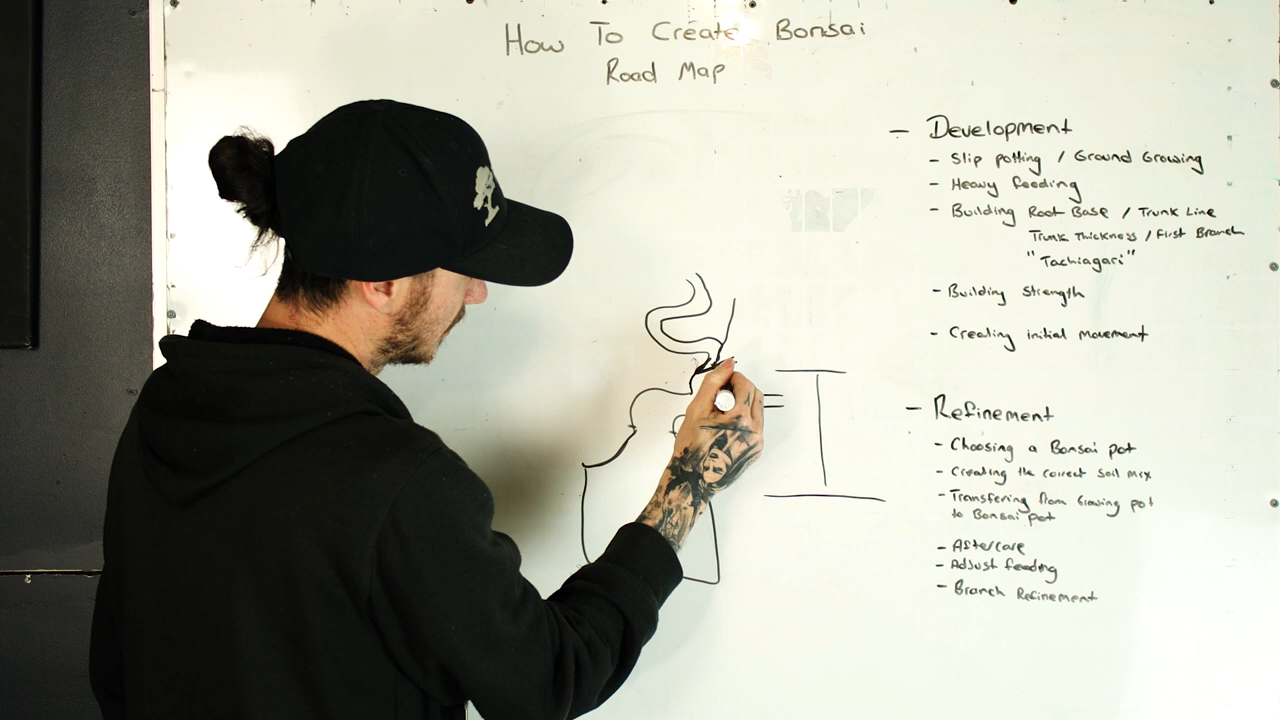 How To Create Bonsai
Road Map
- Development
- Slip potting / Ground Growing
- Heavy feeding
- Building Root Base / Trunk Line
Trunk Thickness / First Branch
"Tachiagari"
- Building Strength
- Creating initial Movement
- Refinement
- Choosing a Bonsai pot
- Creating the correct soil mix
- Transfering from Growing pot
to Bonsai pot
- Aftercare
- Adjust feeding
- Branch Refinement